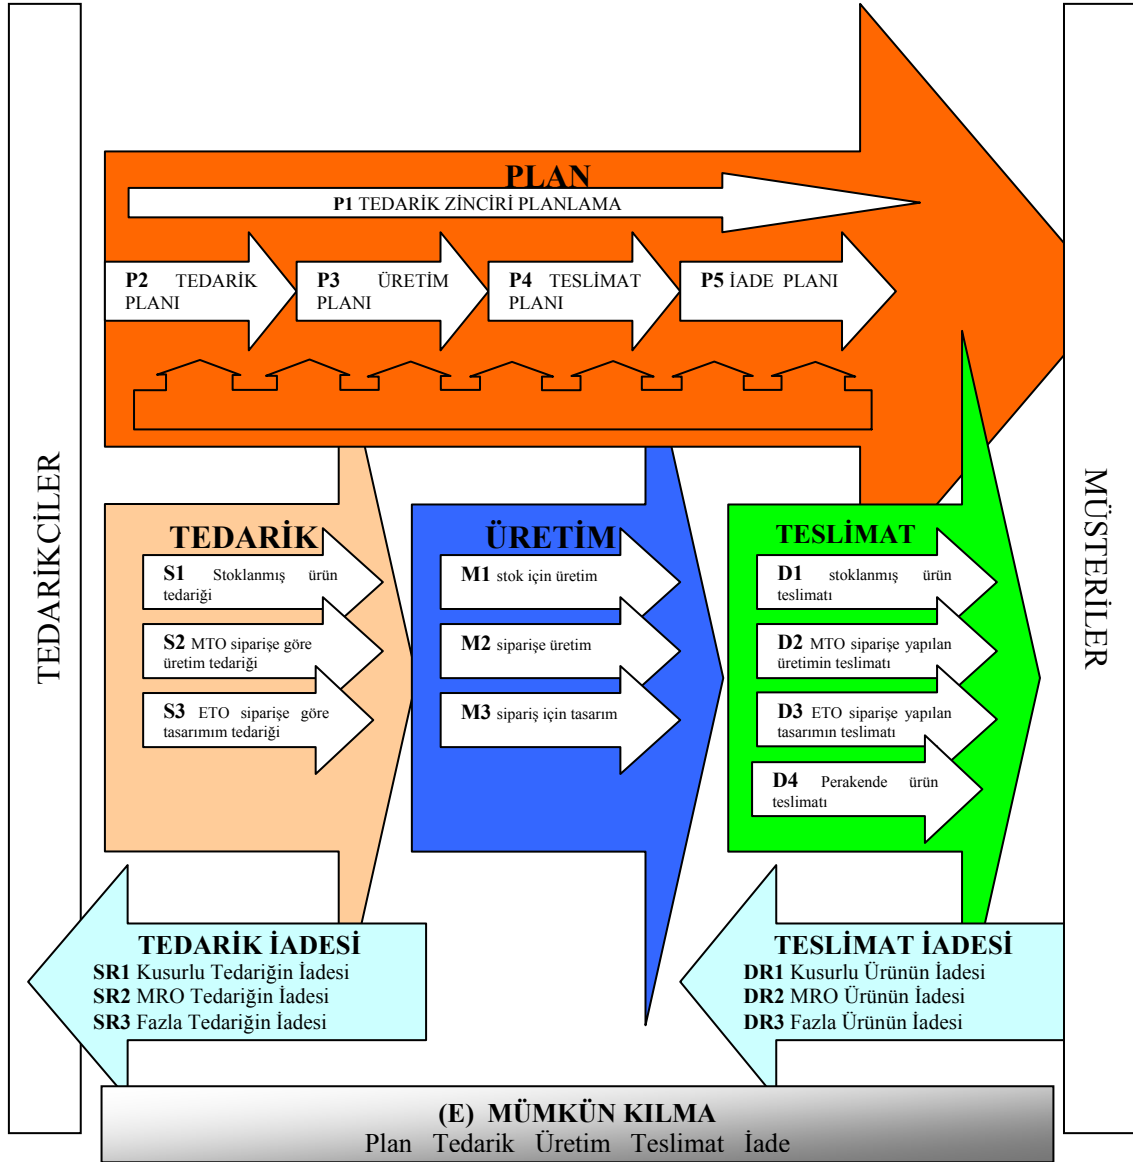 TEDARİKCİLER
PLAN
P1 TEDARİK ZİNCİRİ PLANLAMA
P2 TEDARİK
PLANI
P3 ÜRETİM
PLANI
P4 TESLİMAT
PLANI
P5 İADE PLANI
TEDARİK
S1 Stoklanmış ürün
tedariği
S2 MTO siparişe göre
üretim tedariği
S3 ETO siparişe göre
tasarımım tedariği
ÜRETİM
M1 stok için üretim
M2 siparişe üretim
M3 sipariş için tasarım
TESLİMAT
D1 stoklanmış ürün
teslimatı
D2 MTO siparişe yapılan
üretimin teslimatı
D3 ETO siparişe yapılan
tasarımın teslimatı
D4 Perakende ürün
teslimatı
MÜSTERİLER
TEDARİK İADESİ
SR1 Kusurlu Tedariğin İadesi
SR2 MRO Tedariğin İadesi
SR3 Fazla Tedariğin İadesi
TESLİMAT İADESİ
DR1 Kusurlu Ürünün İadesi
DR2 MRO Ürünün İadesi
DR3 Fazla Ürünün İadesi
(E) MÜMKÜN KILMA
Plan Tedarik Üretim Teslimat İade